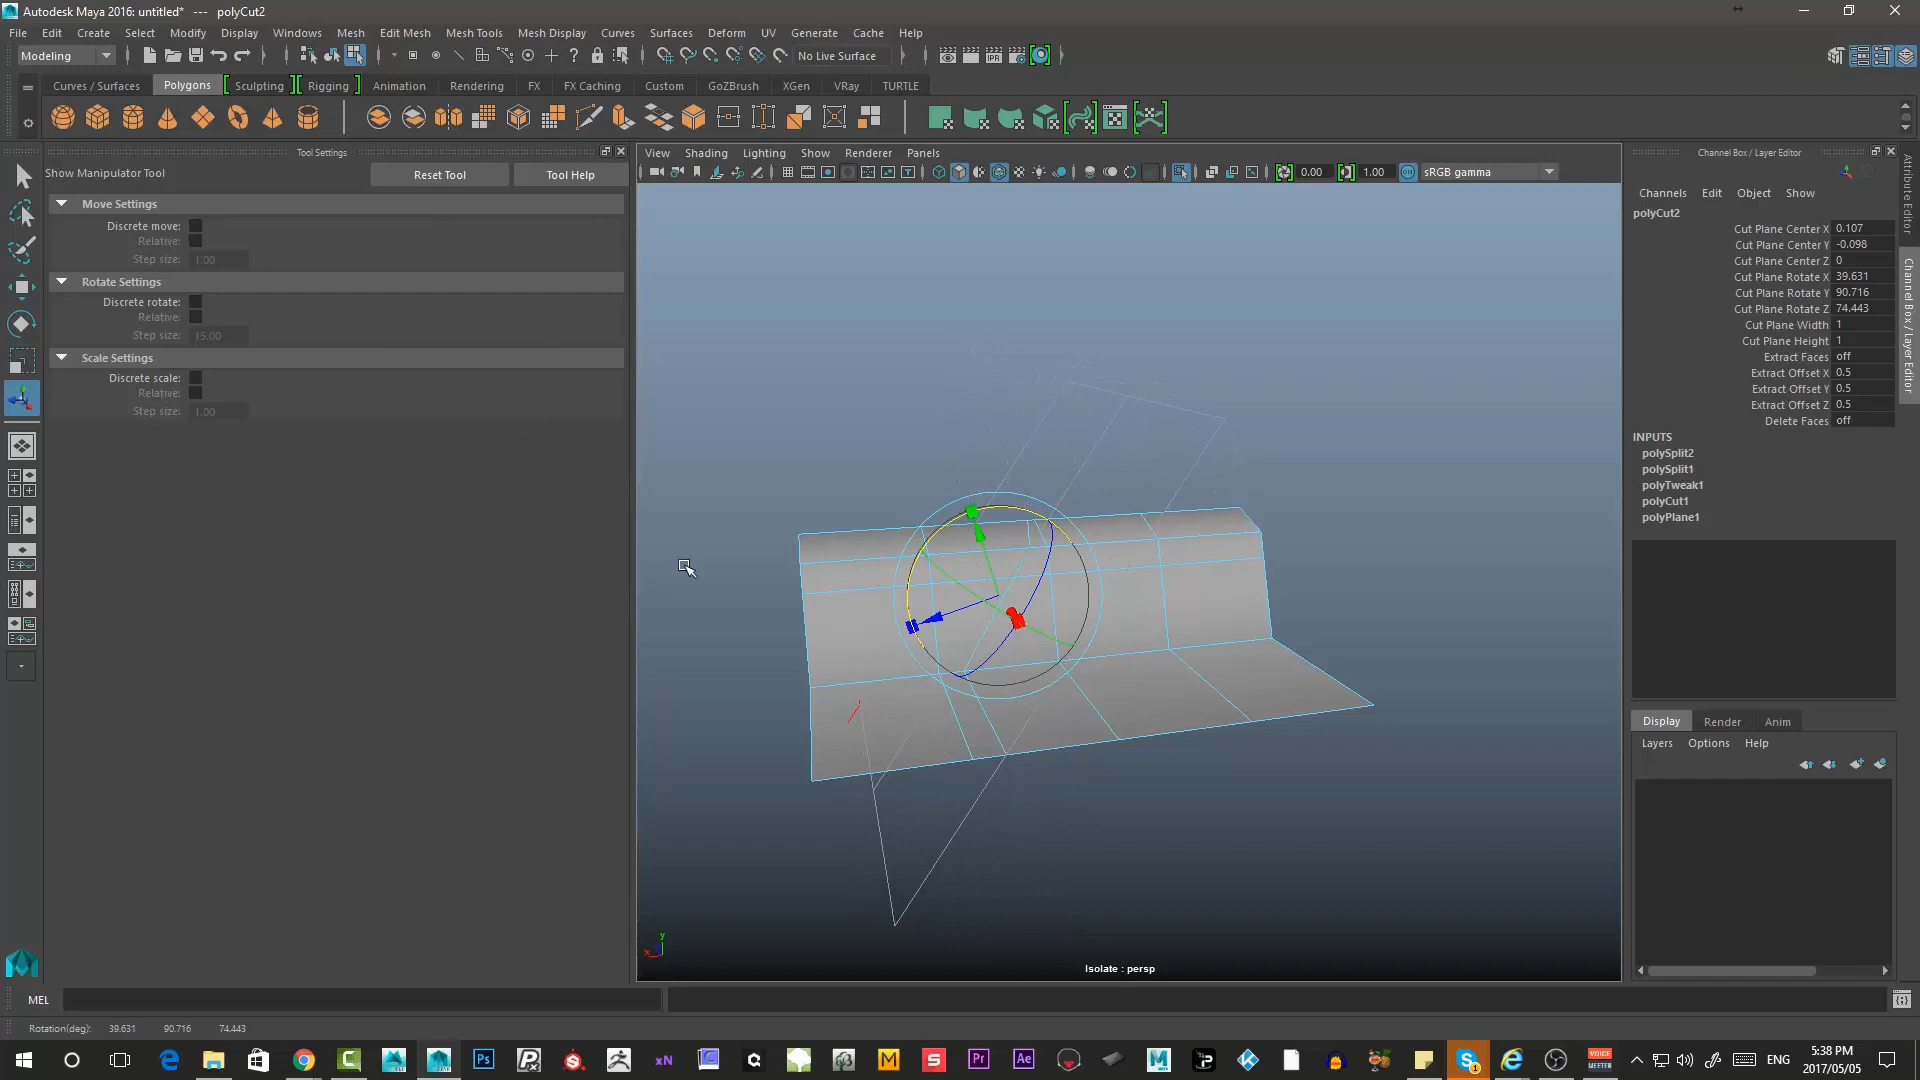 Autodesk Maya 2016: untitled*   ---   polyCut2
File Edit Create Select Modify Display Windows Mesh Edit Mesh Mesh Tools Mesh Display Curves Surfaces Deform UV Generate Cache Help
Modeling
No Live Surface
Curves / Surfaces Polygons Sculpting Rigging Animation Rendering FX FX Caching Custom GoZBrush XGen VRay TURTLE
Tool Settings
Show Manipulator Tool
Reset Tool
Tool Help
Move Settings
Discrete move:
Relative:
Step size: 1.00
Rotate Settings
Discrete rotate:
Relative:
Step size: 15.00
Scale Settings
Discrete scale:
Relative:
Step size: 1.00
View Shading Lighting Show Renderer Panels
0.00 1.00 sRGB gamma
y
x
Isolate : persp
Channel Box / Layer Editor
Channels Edit Object Show
polyCut2
Cut Plane Center X 0.107
Cut Plane Center Y -0.098
Cut Plane Center Z 0
Cut Plane Rotate X 39.631
Cut Plane Rotate Y 90.716
Cut Plane Rotate Z 74.443
Cut Plane Width 1
Cut Plane Height 1
Extract Faces off
Extract Offset X 0.5
Extract Offset Y 0.5
Extract Offset Z 0.5
Delete Faces off
INPUTS
polySplit2
polySplit1
polyTweak1
polyCut1
polyPlane1
Display Render Anim
Layers Options Help
Attribute Editor
Channel Box / Layer Editor
MEL
Rotation(deg): 39.631 90.716 74.443
ENG
5:38 PM
2017/05/05